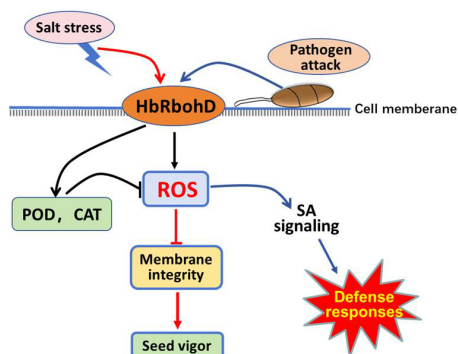 Salt stress
Pathogen
attack
HbRbohD
Cell memberane
POD，CAT
ROS
SA
signaling
Membrane
integrity
Defense
responses
Seed vigor